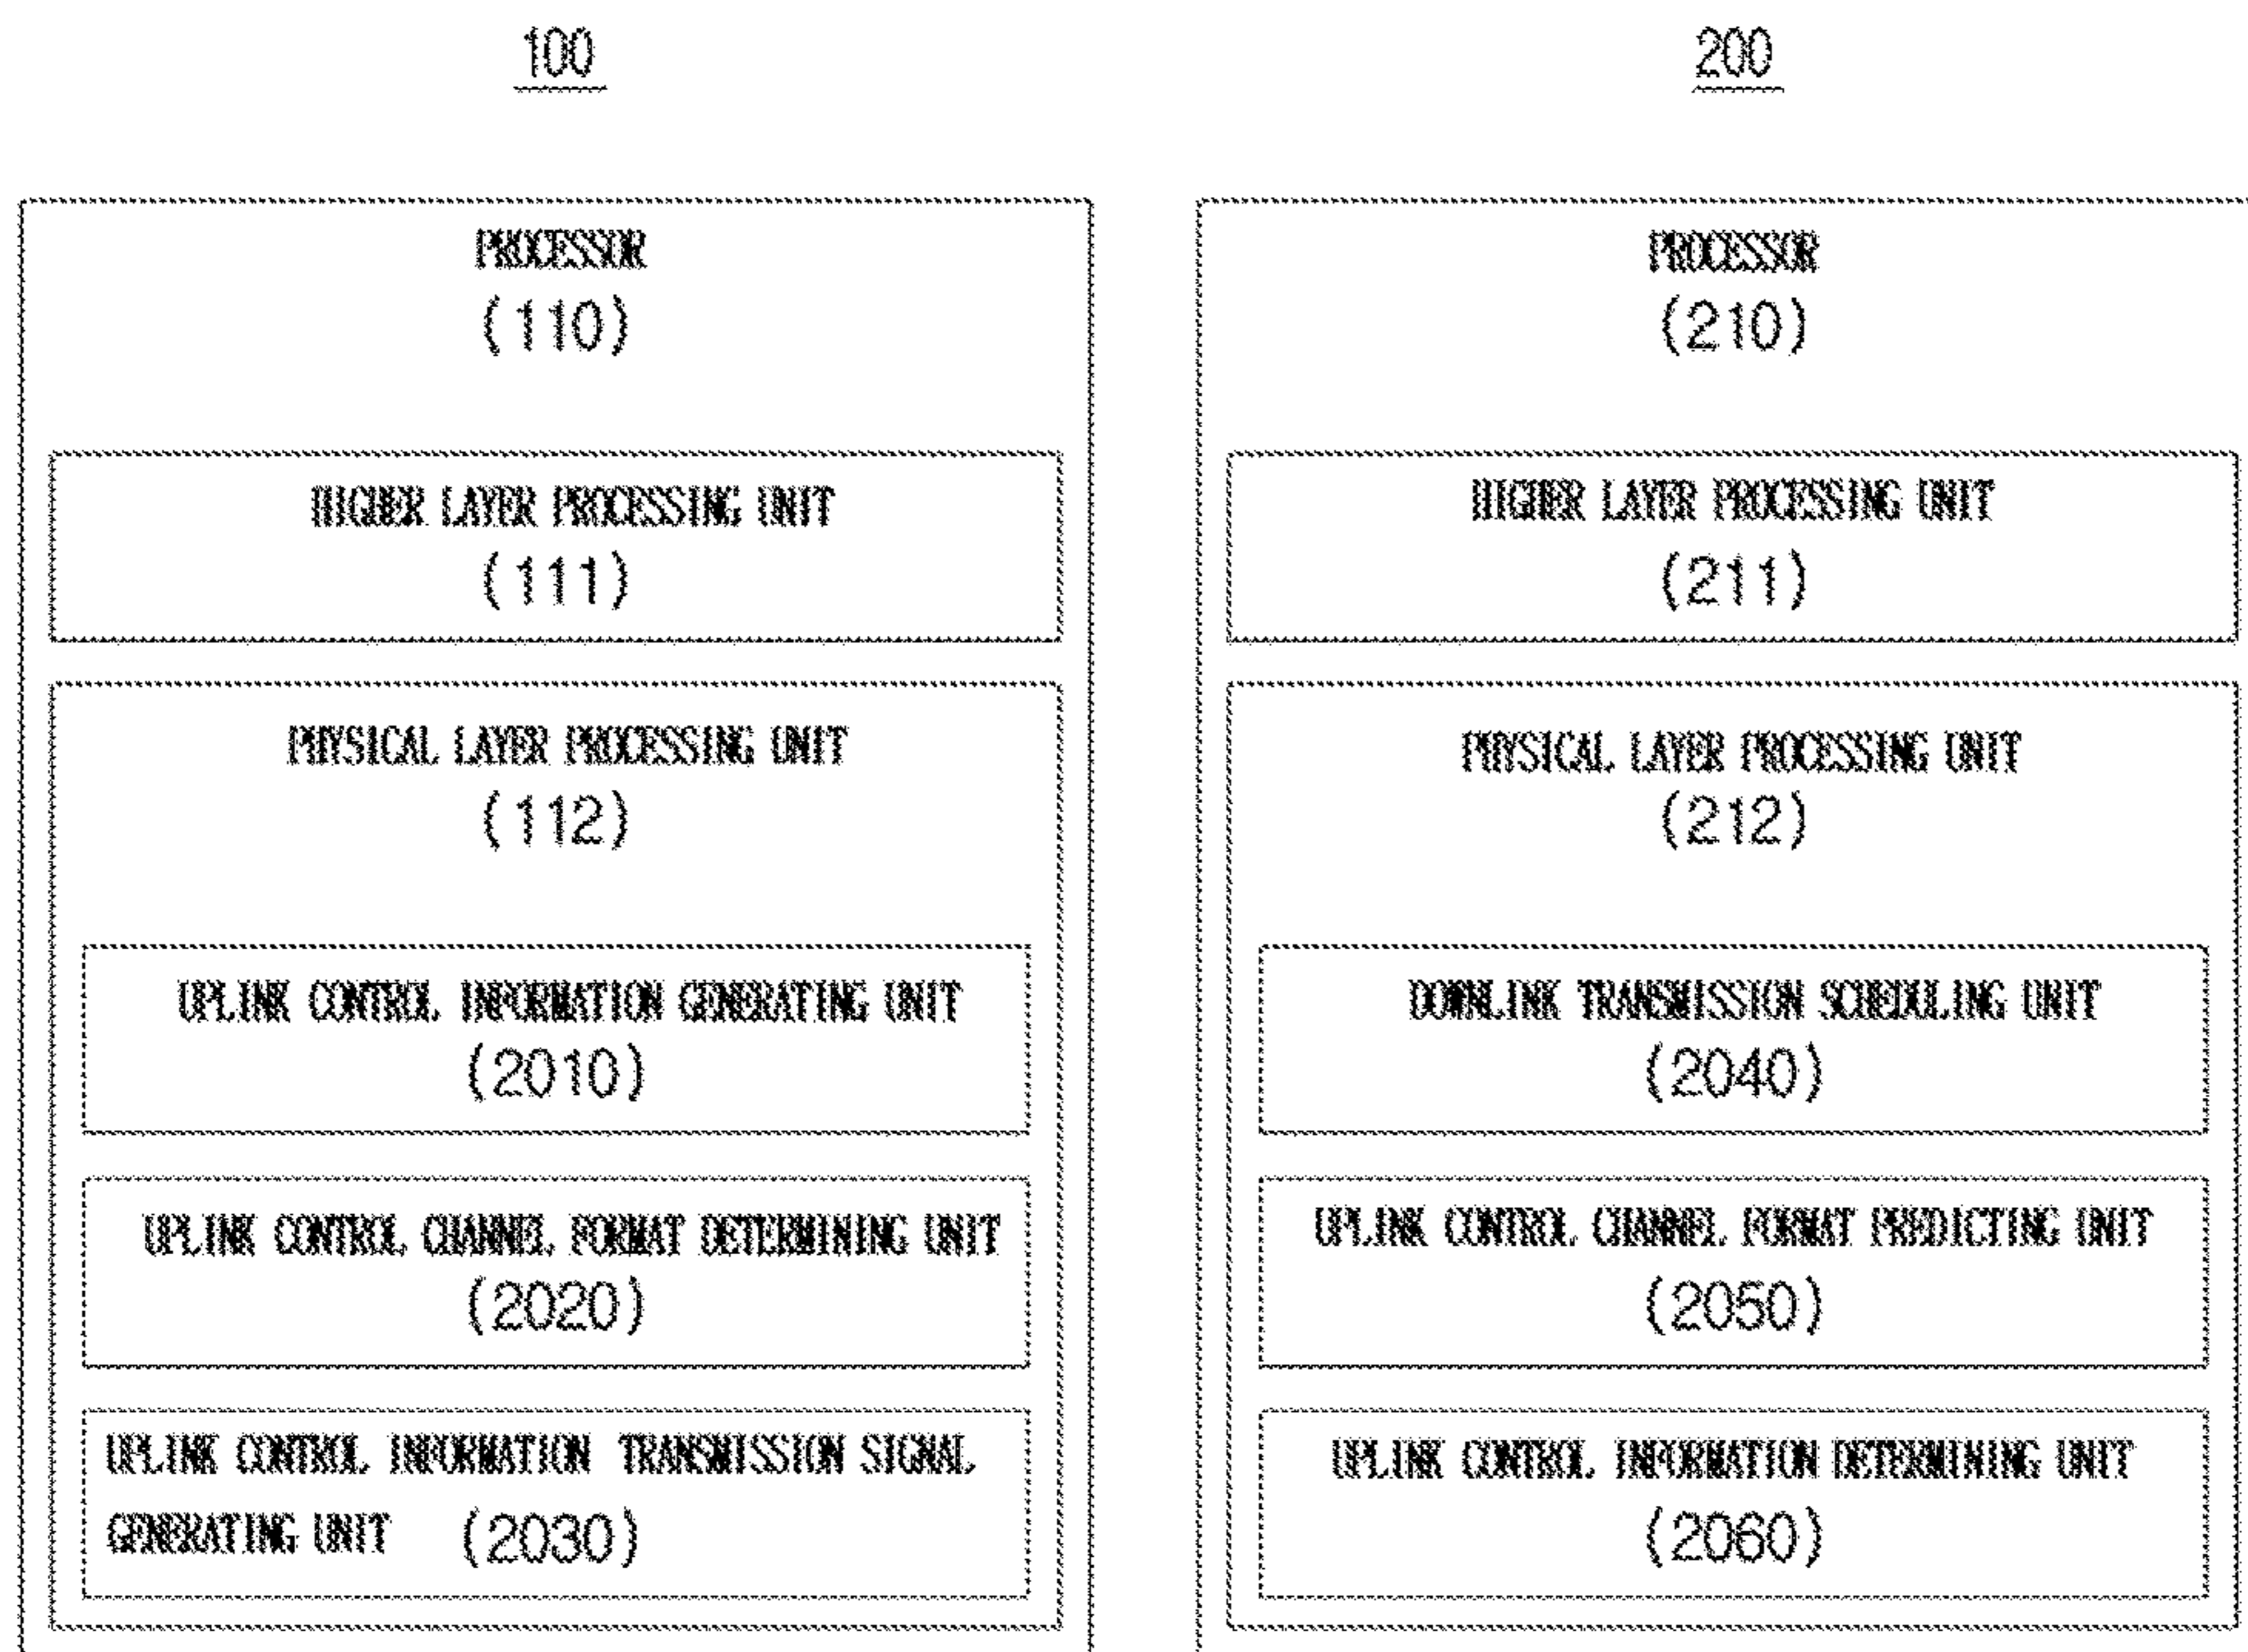 100
PROCESSOR
(110)
HIGHER LAYER PROCESSING UNIT
(111)
PHYSICAL LAYER PROCESSING UNIT
(112)
UPLINK CONTROL INFORMATION GENERATING UNIT
(2010)
UPLINK CONTROL CHANNEL FORMAT DETERMINING UNIT
(2020)
UPLINK CONTROL INFORMATION TRANSMISSION SIGNAL
GENERATING UNIT (2030)
200
PROCESSOR
(210)
HIGHER LAYER PROCESSING UNIT
(211)
PHYSICAL LAYER PROCESSING UNIT
(212)
DOWNLINK TRANSMISSION SCHEDULING UNIT
(2040)
UPLINK CONTROL CHANNEL FORMAT PREDICTING UNIT
(2050)
UPLINK CONTROL INFORMATION DETERMINING UNIT
(2060)